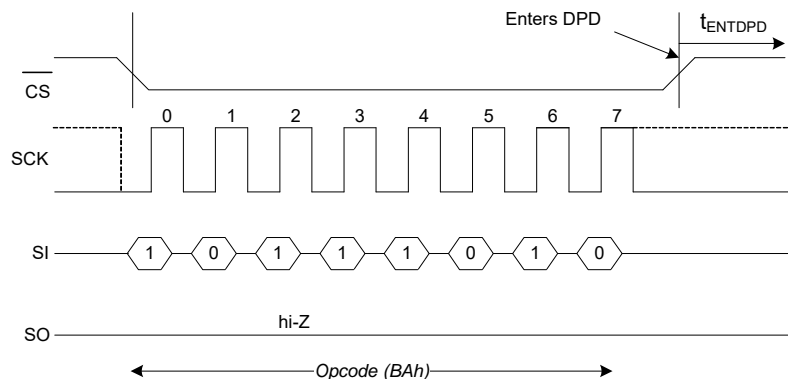 Enters DPD
tENTDPD
CS
0 1 2 3 4 5 6 7
SCK
SI 1 0 1 1 1 0 1 0
hi-Z
SO
Opcode (BAh)